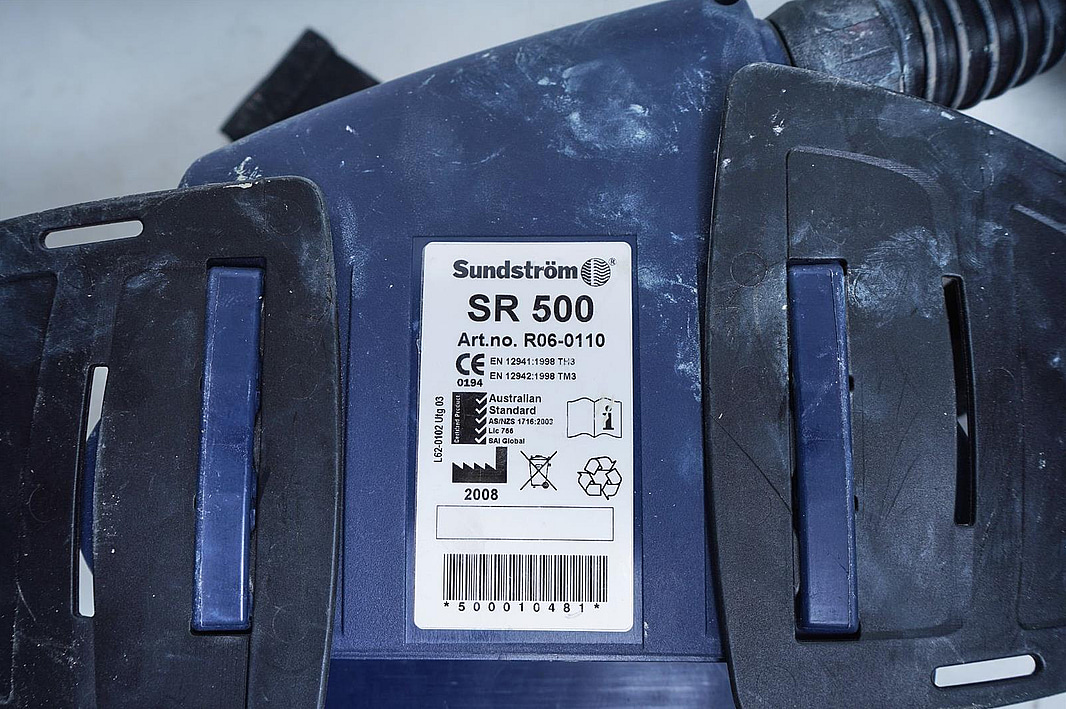 Sundström®
SR 500
Art.no. R06-0110
CE EN 12941:1998 TH3
0194 EN 12942:1998 TM3
L62-0102 Utg 03
Certified Product
Australian
Standard
AS/NZS 1716:2003
Lic 766
SAI Global
i
2008
*500010481*